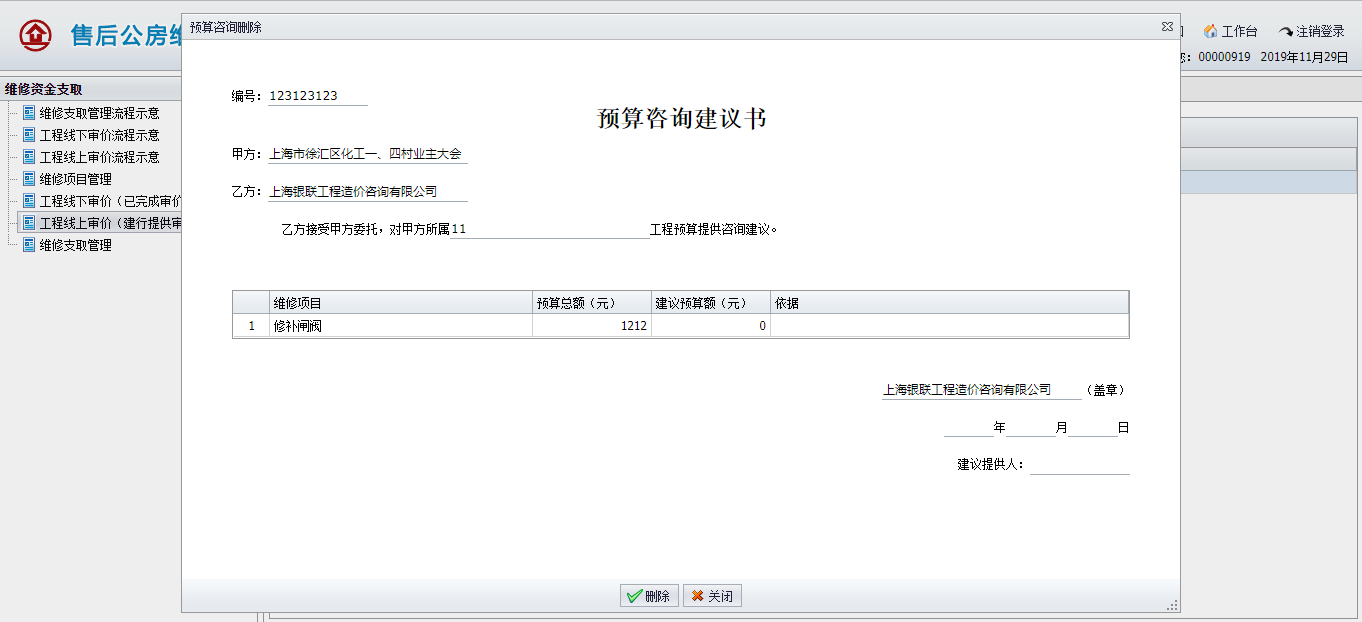 售后公房维
工作台 注销登录
00000919 2019年11月29日
维修资金支取
维修支取管理流程示意
工程线下审价流程示意
工程线上审价流程示意
维修项目管理
工程线下审价（已完成审价
工程线上审价（建行提供审
维修支取管理
预算咨询删除
编号：123123123
预算咨询建议书
甲方：上海市徐汇区化工一、四村业主大会
乙方：上海银联工程造价咨询有限公司
乙方接受甲方委托，对甲方所属11工程预算提供咨询建议。
维修项目 预算总额（元） 建议预算额（元） 依据
1 修补闸阀 1212 0
上海银联工程造价咨询有限公司（盖章）
年 月 日
建议提供人：
删除 关闭